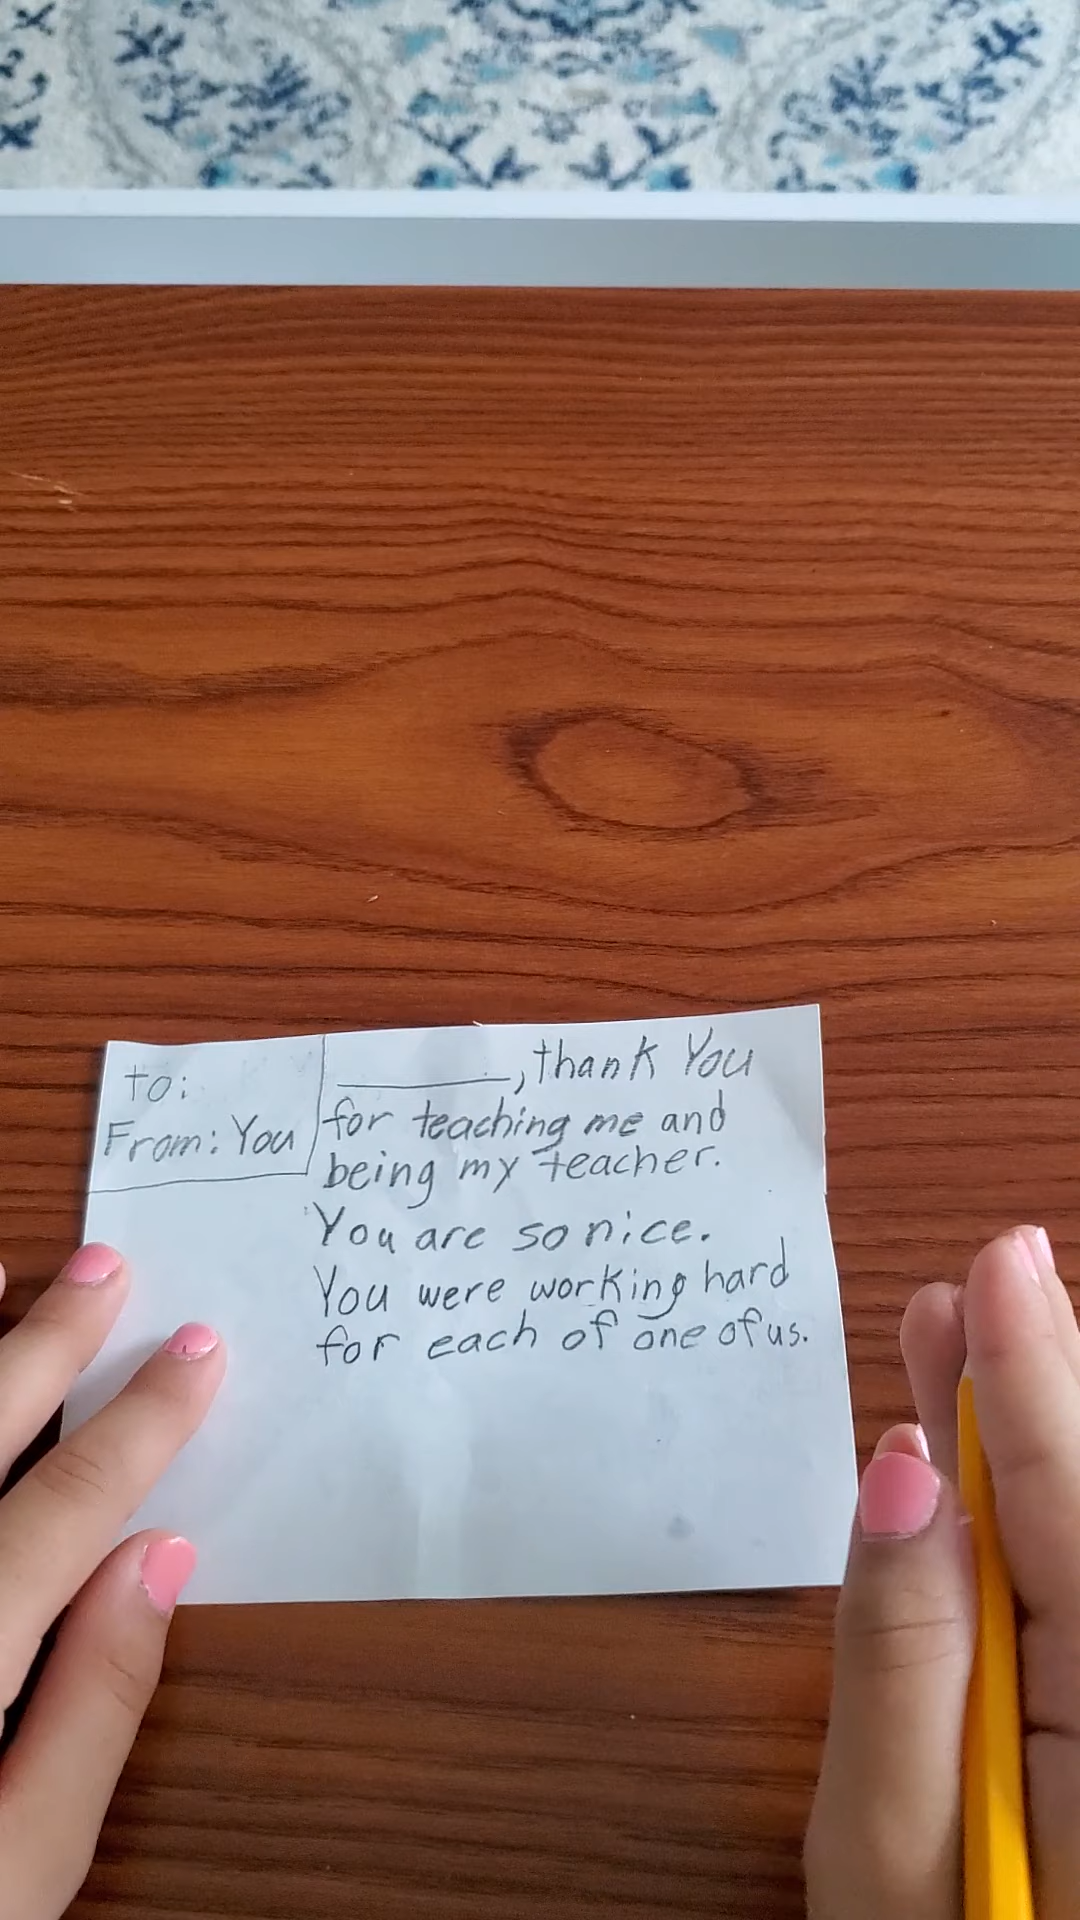 to:
From: You
________, thank You
for teaching me and
being my teacher.
You are so nice.
You were working hard
for each of one of us.